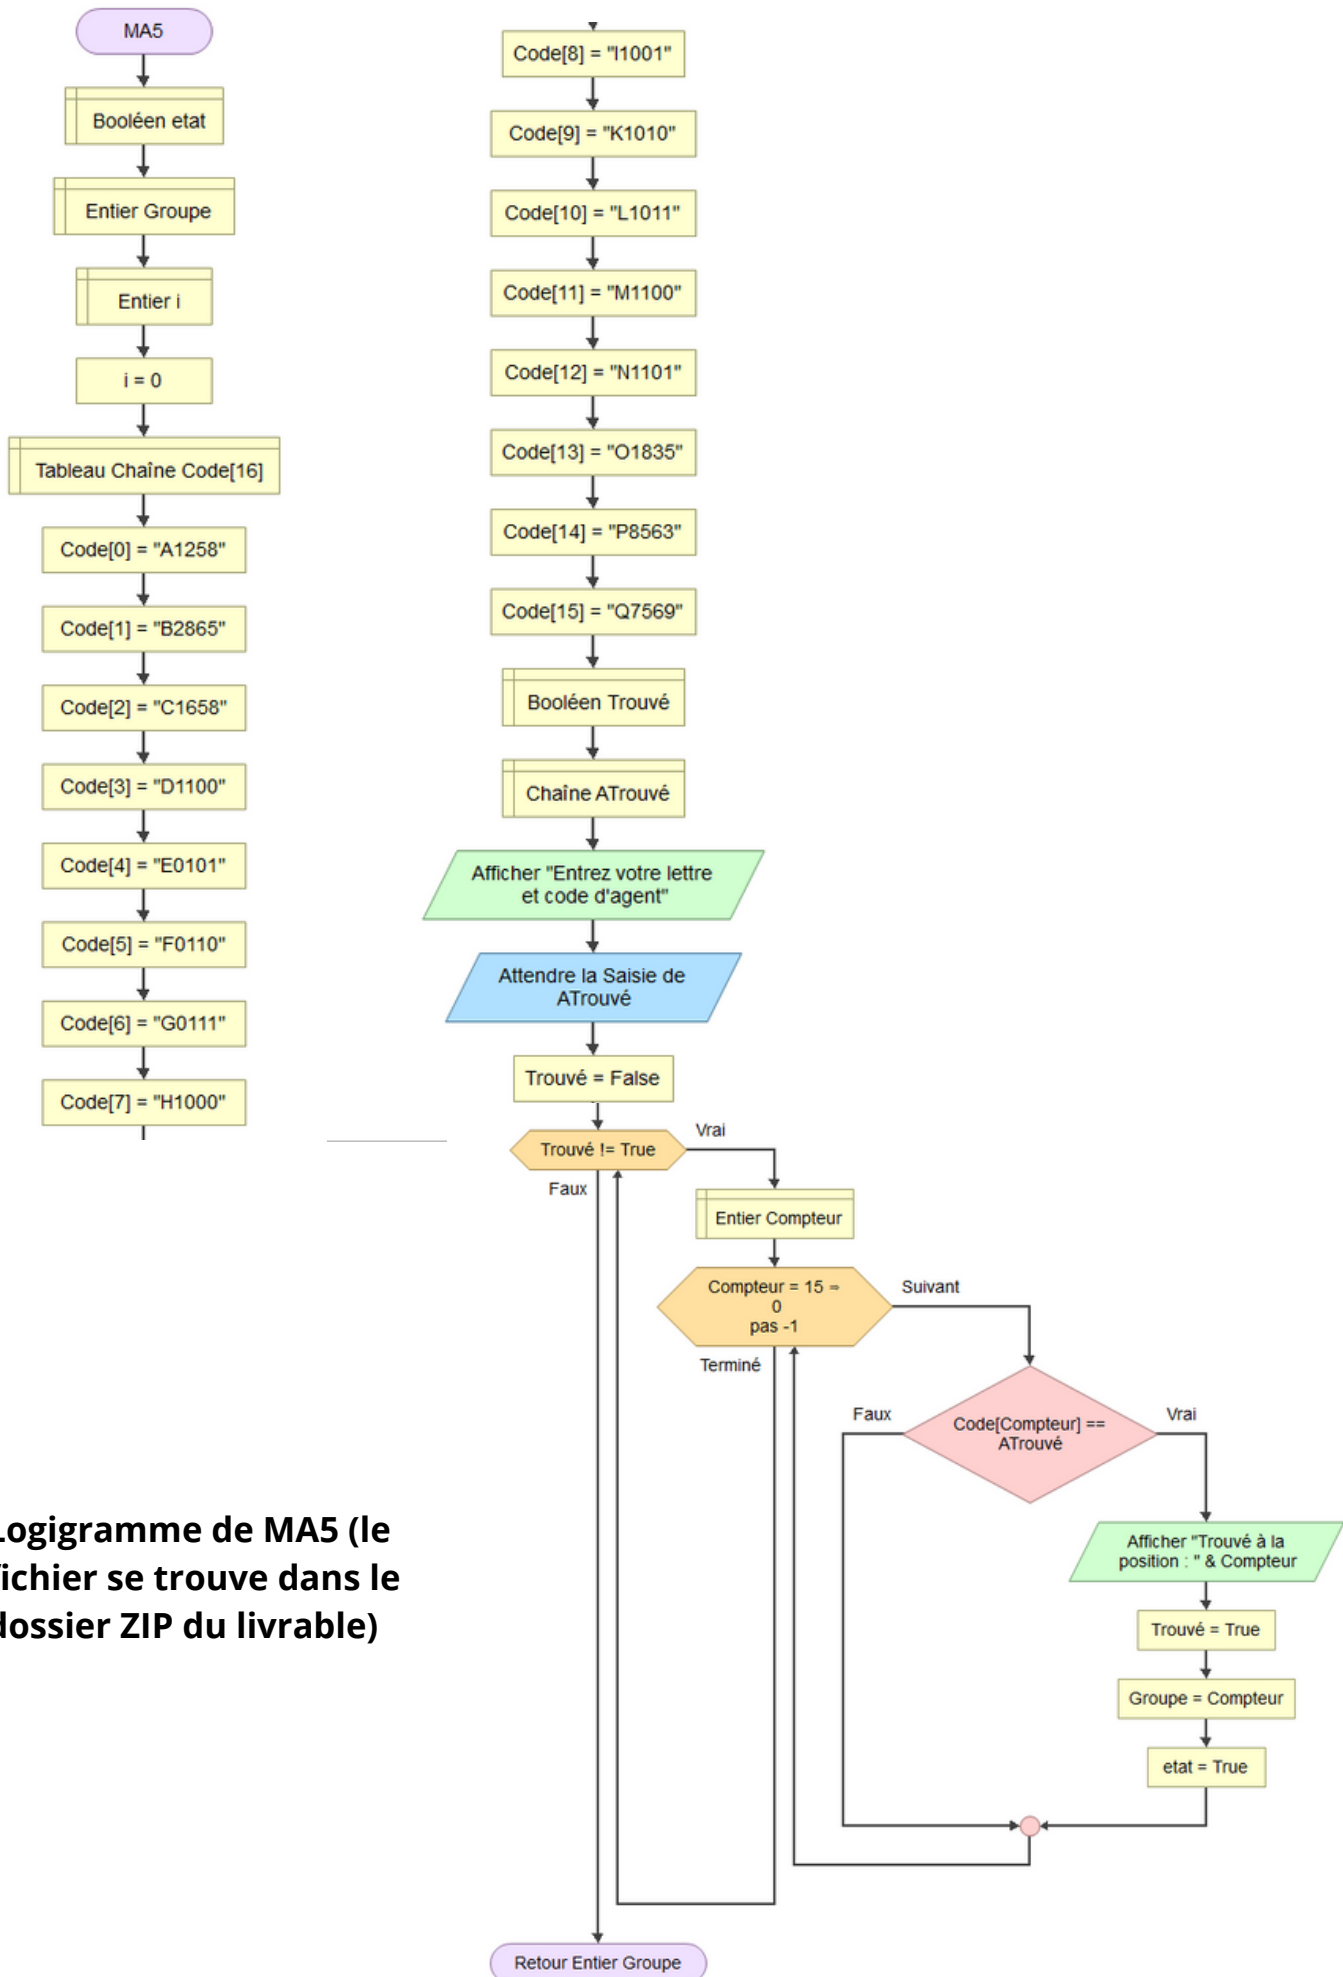 MA5
Booléen etat
Entier Groupe
Entier i
i = 0
Tableau Chaîne Code[16]
Code[0] = "A1258"
Code[1] = "B2865"
Code[2] = "C1658"
Code[3] = "D1100"
Code[4] = "E0101"
Code[5] = "F0110"
Code[6] = "G0111"
Code[7] = "H1000"
Code[8] = "I1001"
Code[9] = "K1010"
Code[10] = "L1011"
Code[11] = "M1100"
Code[12] = "N1101"
Code[13] = "O1835"
Code[14] = "P8563"
Code[15] = "Q7569"
Booléen Trouvé
Chaîne ATrouvé
Afficher "Entrez votre lettre
et code d'agent"
Attendre la Saisie de
ATrouvé
Trouvé = False
Trouvé != True
Vrai
Faux
Entier Compteur
Compteur = 15 ⇒
0
pas -1
Suivant
Terminé
Code[Compteur] ==
ATrouvé
Faux
Vrai
Afficher "Trouvé à la
position : " & Compteur
Trouvé = True
Groupe = Compteur
etat = True
Retour Entier Groupe
Logigramme de MA5 (le
fichier se trouve dans le
dossier ZIP du livrable)